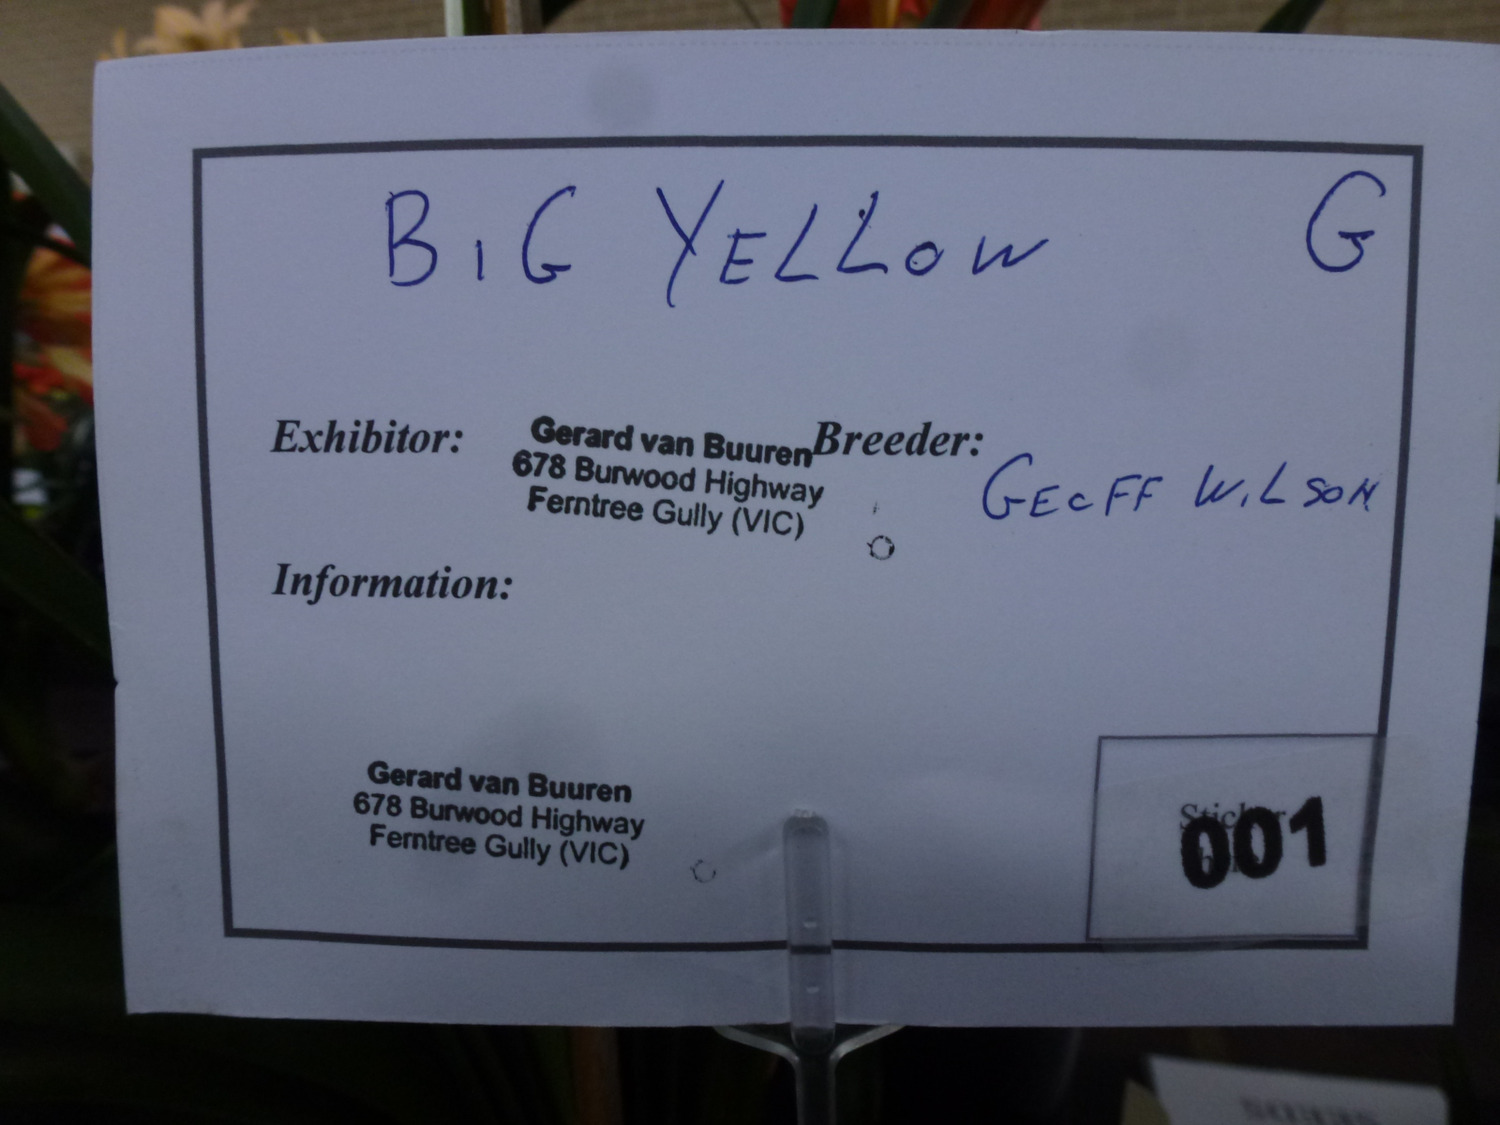 BIG YELLOW G
Exhibitor: Gerard van Buuren Breeder:
678 Burwood Highway
Ferntree Gully (VIC)
GEOFF WILSON
Information:
Gerard van Buuren
678 Burwood Highway
Ferntree Gully (VIC)
Sticker
001